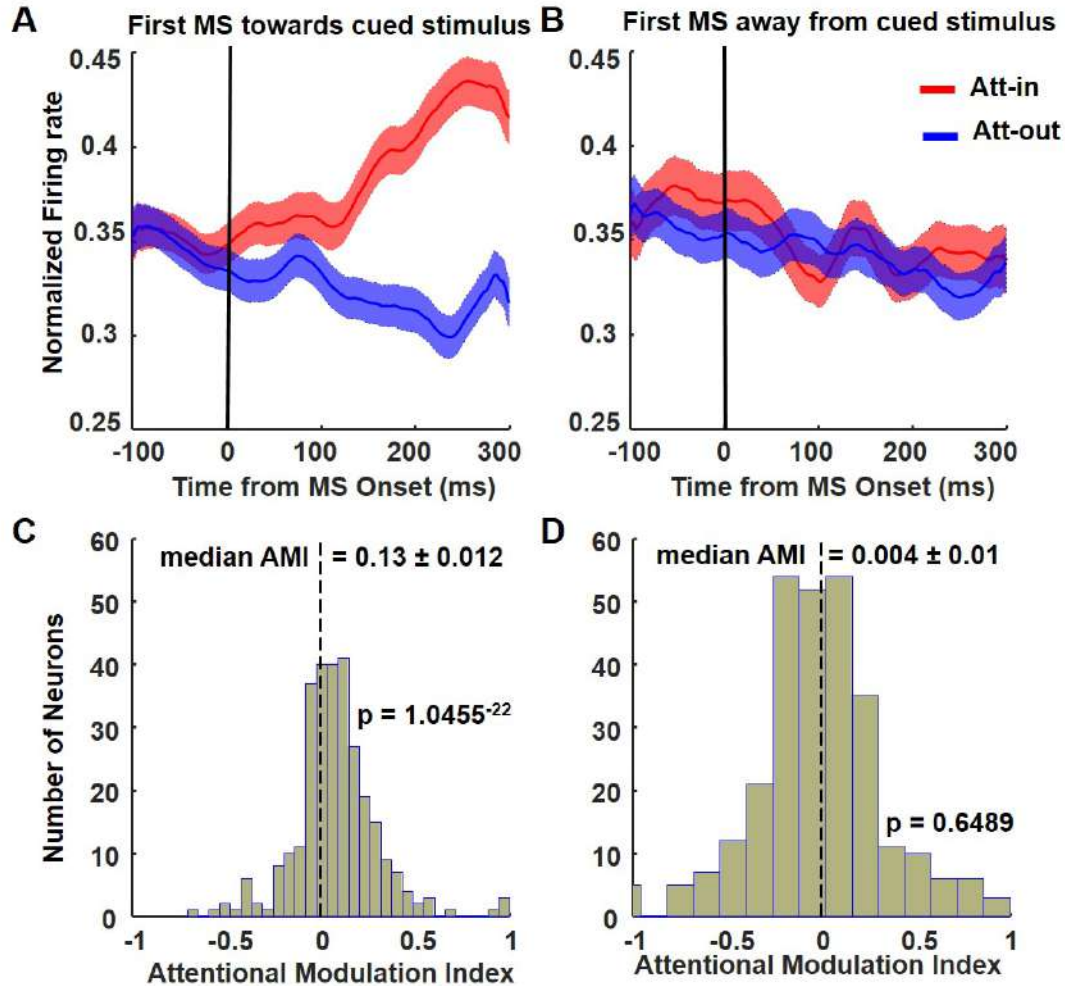 A
First MS towards cued stimulus
Normalized Firing rate
0.45
0.4
0.35
0.3
0.25
-100 0 100 200 300
Time from MS Onset (ms)
B
First MS away from cued stimulus
Att-in
Att-out
0.45
0.4
0.35
0.3
0.25
-100 0 100 200 300
Time from MS Onset (ms)
C
median AMI = 0.13 ± 0.012
p = 1.0455-22
Number of Neurons
60
50
40
30
20
10
0
-1 -0.5 0 0.5 1
Attentional Modulation Index
D
median AMI = 0.004 ± 0.01
p = 0.6489
60
50
40
30
20
10
0
-1 -0.5 0 0.5 1
Attentional Modulation Index